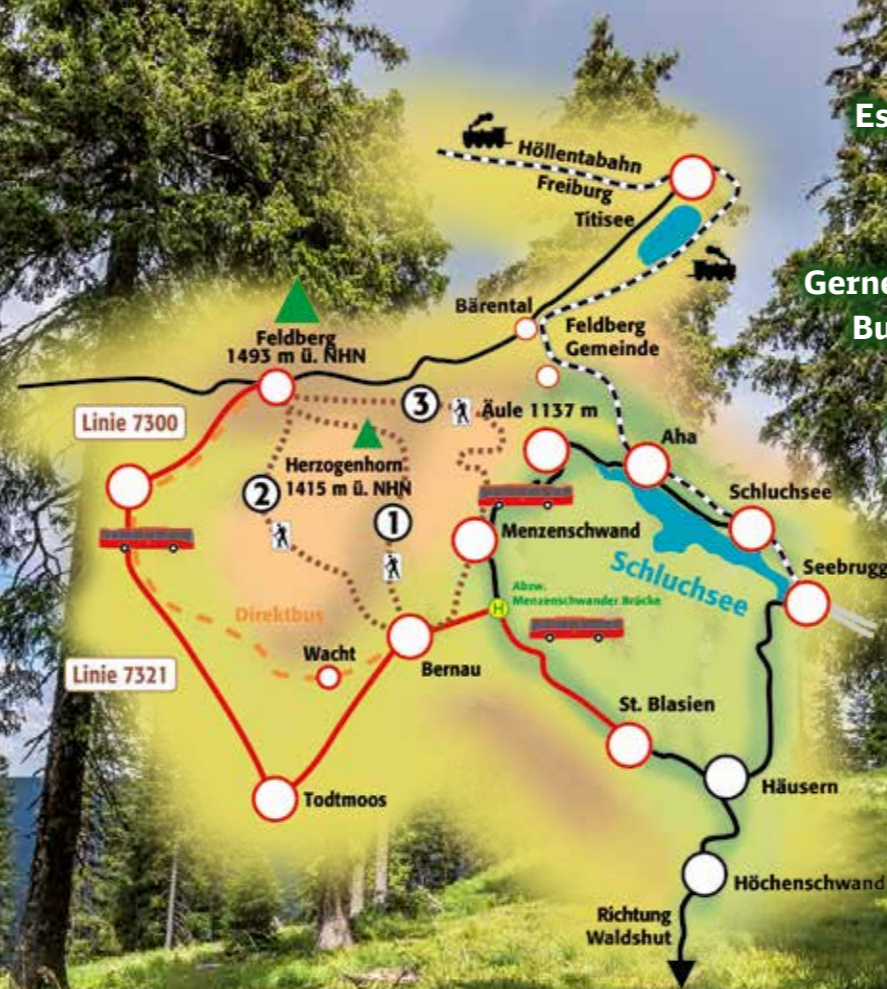 Es
Gerne
Bu
Höllentabahn
Freiburg
Titisee
Bärental
Feldberg
Gemeinde
Feldberg
1493 m ü. NHN
Linie 7300
3
Äule 1137 m
Herzogenhorn
1415 m ü. NHN
2
1
Aha
Schluchsee
Menzenschwand
Schluchsee
Seebrugg
Abzw.
Menzenschwander Brücke
H
Direktbus
Wacht
Bernau
Linie 7321
St. Blasien
Todtmoos
Häusern
Höchenschwand
Richtung
Waldshut